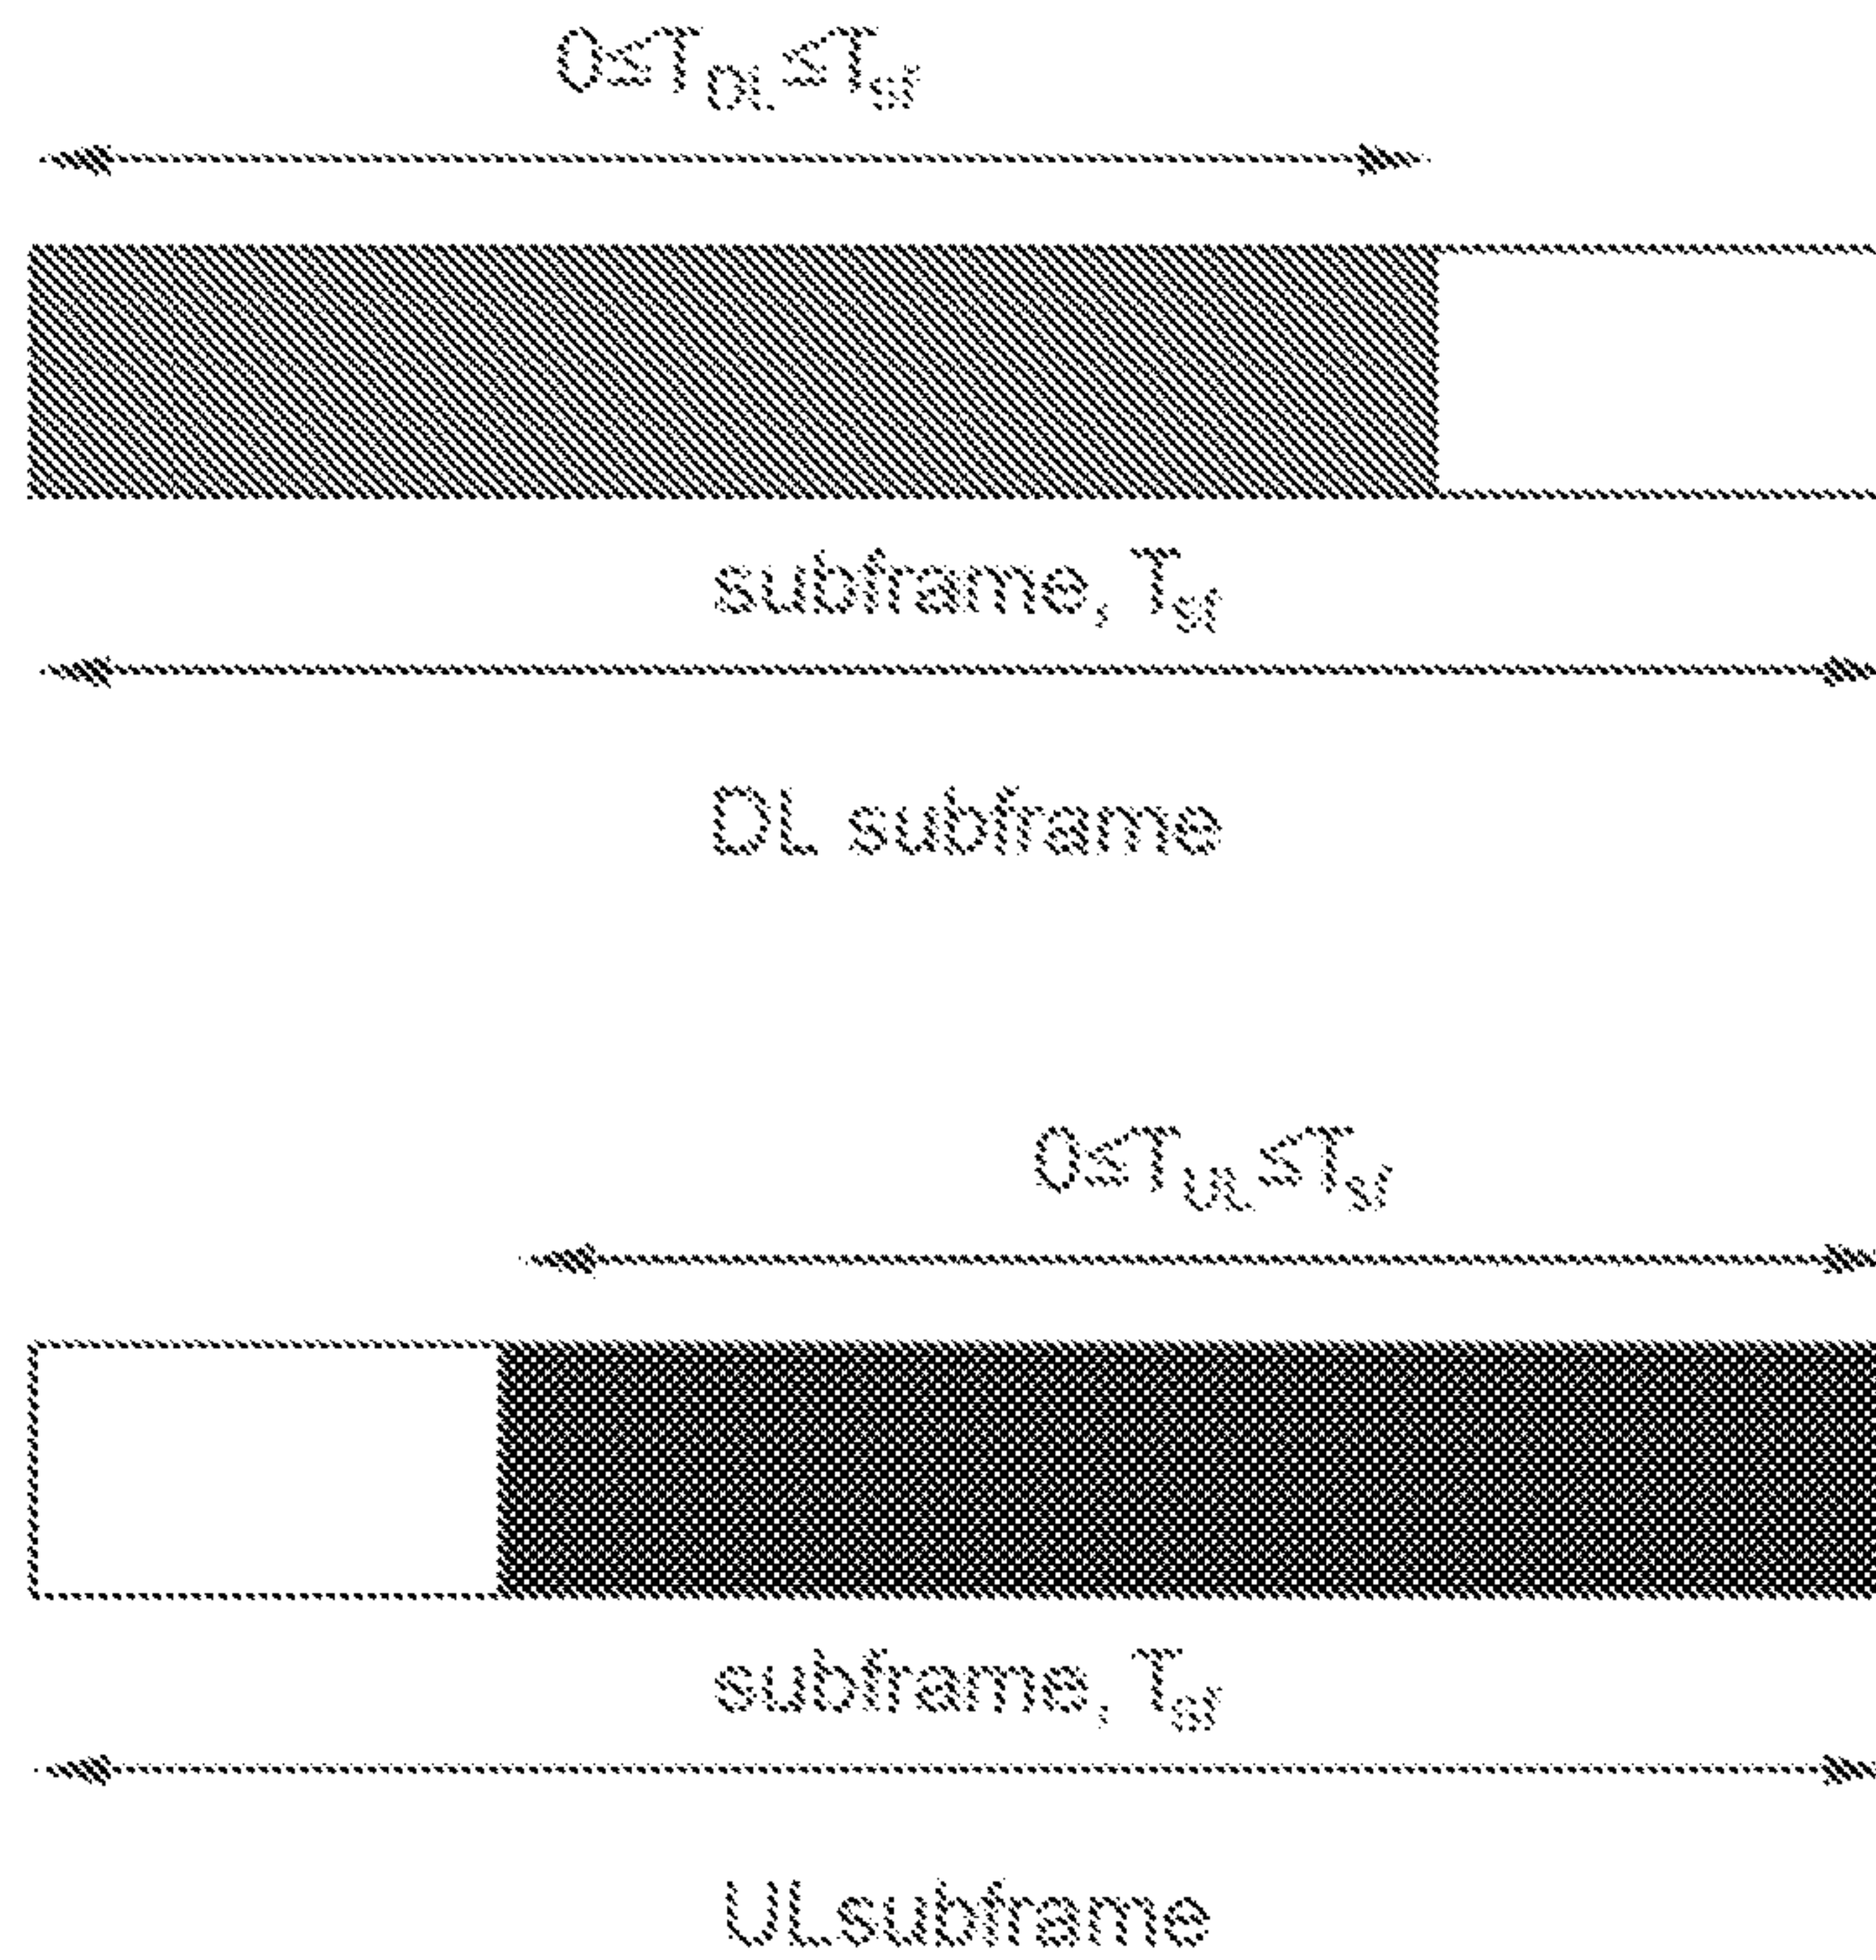 0≤T_DL≤T_sf
subframe, T_sf
DL subframe
0≤T_UL≤T_sf
subframe, T_sf
ULsubframe